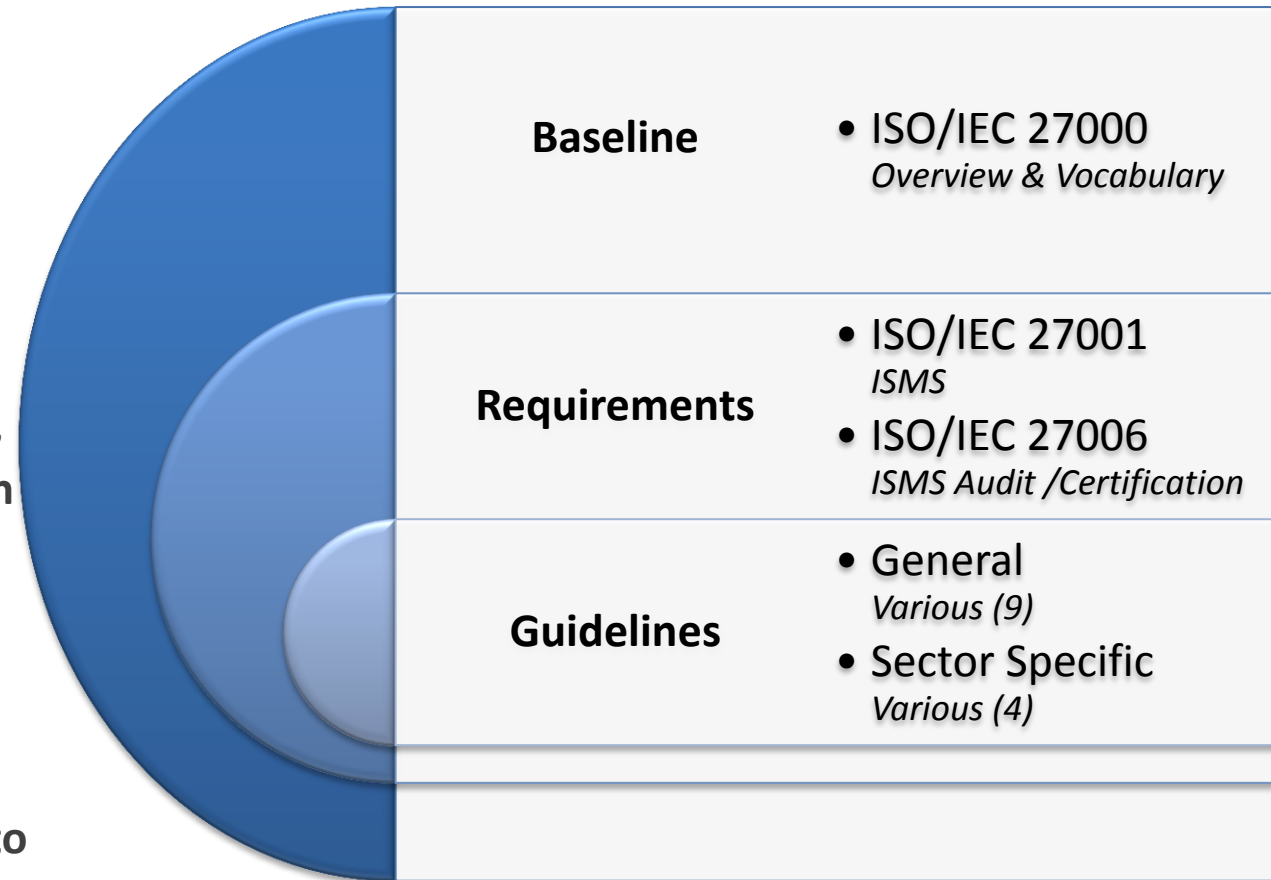 Baseline
• ISO/IEC 27000
Overview & Vocabulary
Requirements
• ISO/IEC 27001
ISMS
• ISO/IEC 27006
ISMS Audit /Certification
Guidelines
• General
Various (9)
• Sector Specific
Various (4)